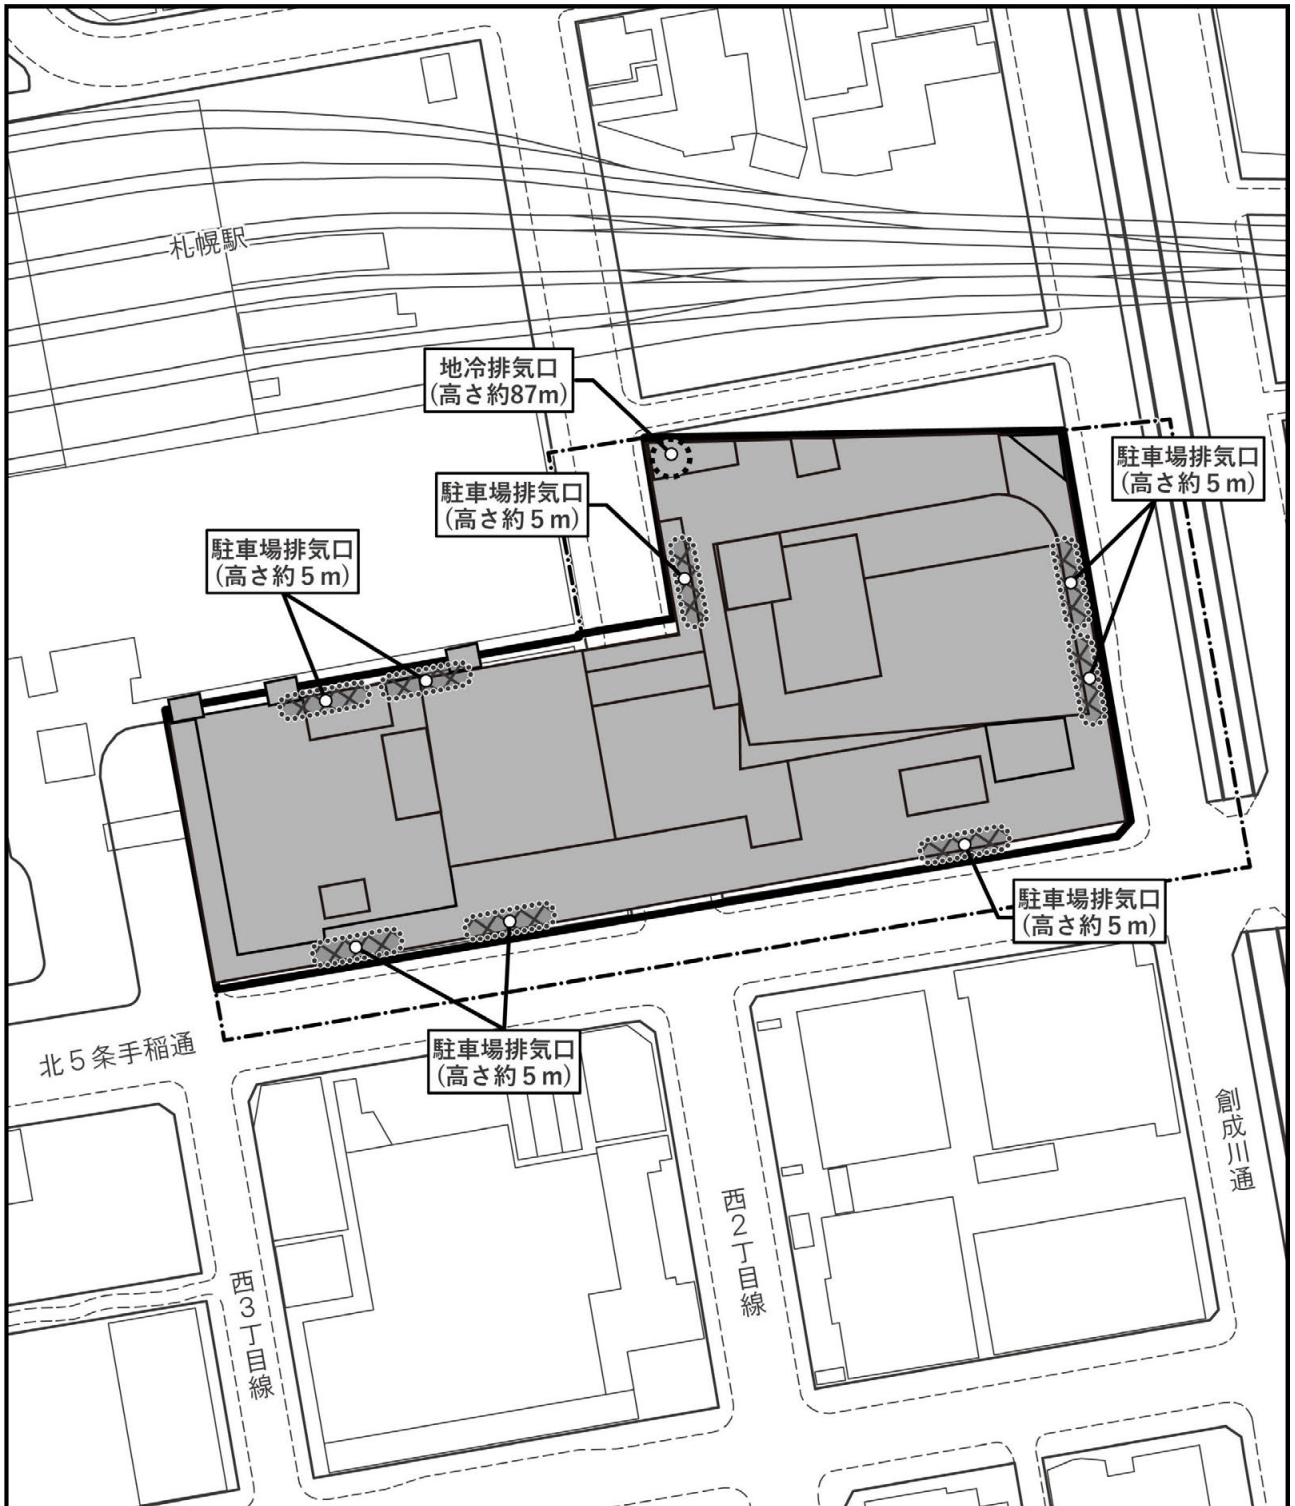 札幌駅
地冷排気口
(高さ約87m)
駐車場排気口
(高さ約5m)
駐車場排気口
(高さ約5m)
駐車場排気口
(高さ約5m)
駐車場排気口
(高さ約5m)
駐車場排気口
(高さ約5m)
北5条手稲通
創成川通
西2丁目線
西3丁目線